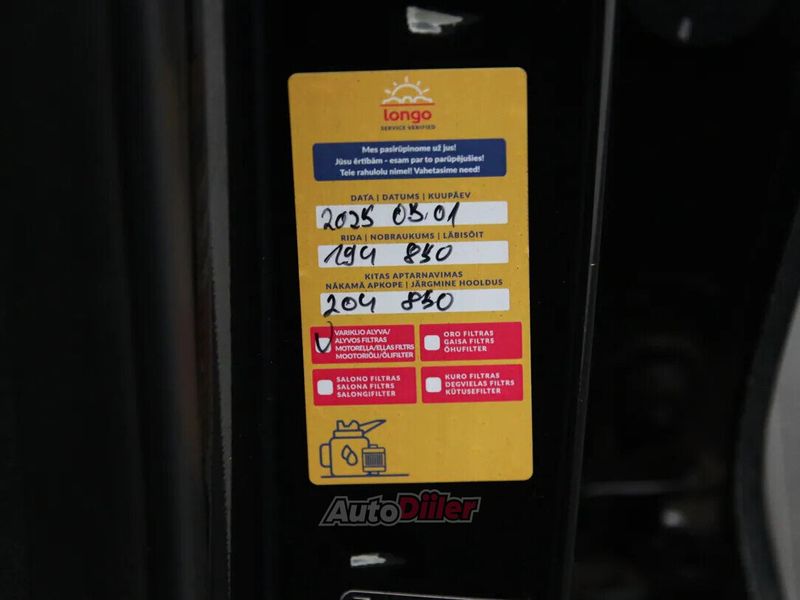 longo
SERVICE VERIFIED
Mes pasirūpinome už jus!
Jūsu ērtībām - esam par to parūpējušies!
Teie rahulolu nimel! Vahetasime need!
DATA | DATUMS | KUUPÄEV
2025 05.01
RIDA | NOBRAUKUMS | LÄBISÕIT
194 850
KITAS APTARNAVIMAS
NĀKAMĀ APKOPE | JÄRGMINE HOOLDUS
204 850
VARIKLIO ALYVA/
ALYVOS FILTRAS
MOTOREĻĻA/EĻĻAS FILTRS
MOOTORIÕLI/ÕLIFILTER
ORO FILTRAS
GAISA FILTRS
ÕHUFILTER
SALONO FILTRAS
SALONA FILTRS
SALONGIFILTER
KURO FILTRAS
DEGVIELAS FILTRS
KÜTUSEFILTER
AutoDiiler